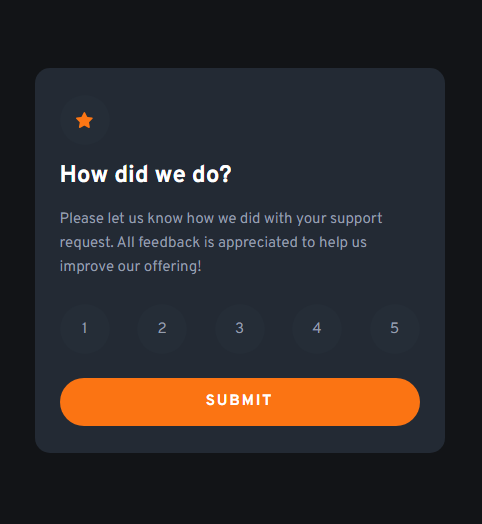 How did we do?
Please let us know how we did with your support
request. All feedback is appreciated to help us
improve our offering!
1 2 3 4 5
SUBMIT